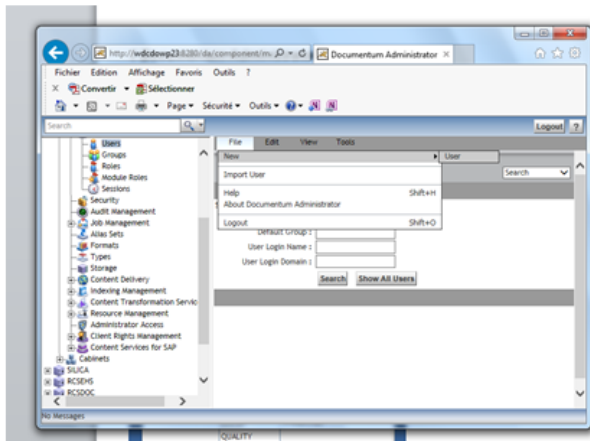 http://wdcdowp23:8280/da/component/m
Documentum Administrator
Fichier Edition Affichage Favoris Outils ?
Convertir Sélectionner
Page Sécurité Outils
Search
Logout ?
Users
Groups
Roles
Module Roles
Sessions
Security
Audit Management
Job Management
Alias Sets
Formats
Types
Storage
Content Delivery
Indexing Management
Content Transformation Servic
Resource Management
Administrator Access
Client Rights Management
Content Services for SAP
Cabinets
SILICA
RCSEHS
RCSDOC
File Edit View Tools
New User
Import User
Help Shift+H
About Documentum Administrator
Logout Shift+O
Search
Default Group :
User Login Name :
User Login Domain :
Search Show All Users
No Messages
QUALITY